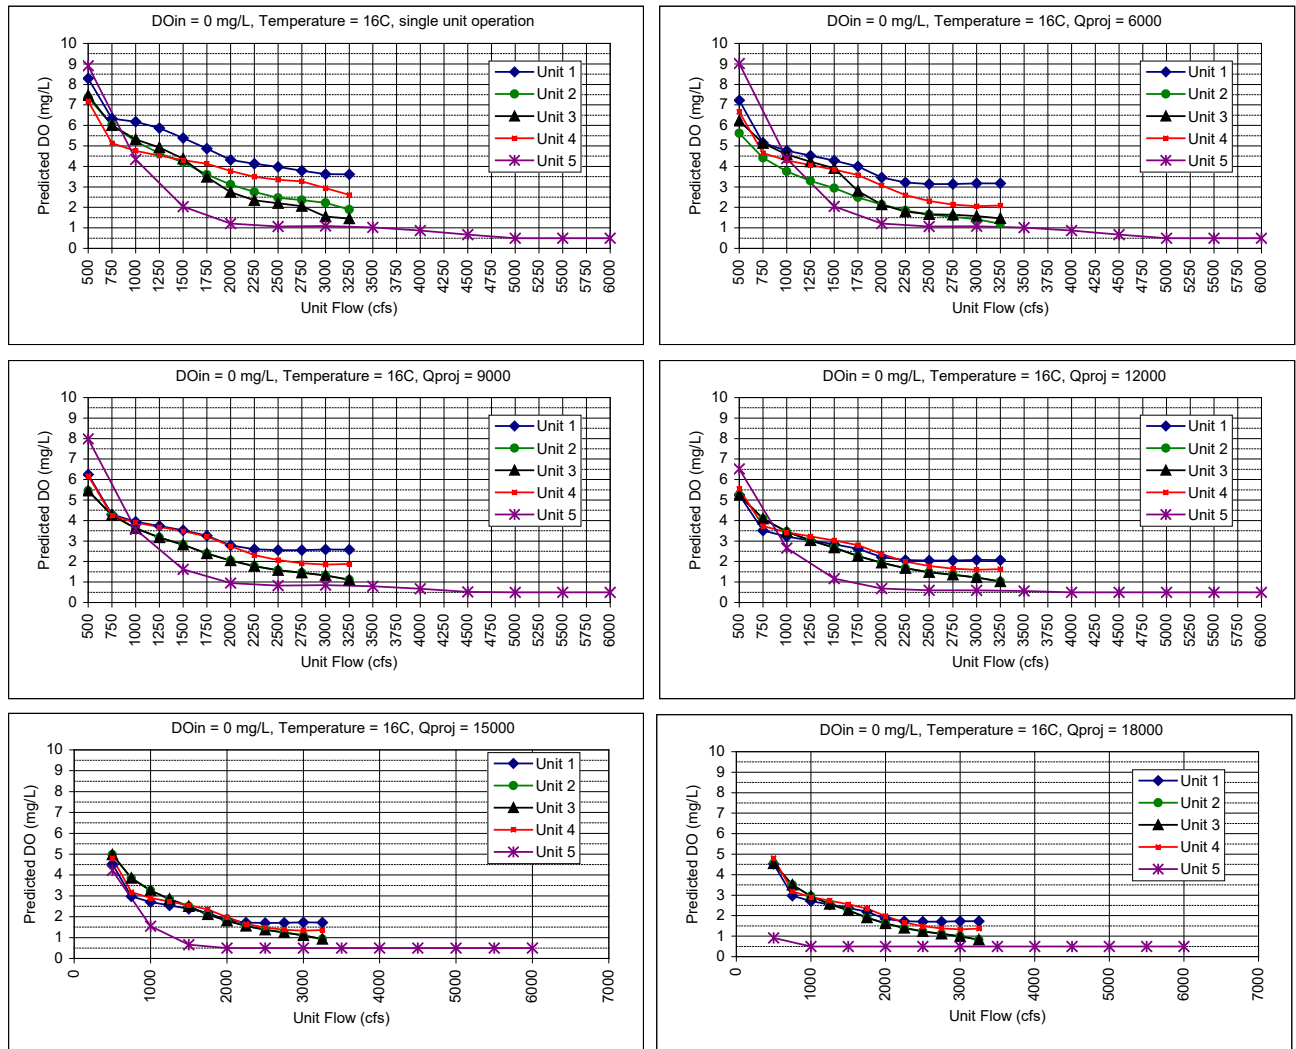 DOin = 0 mg/L, Temperature = 16C, single unit operation
Predicted DO (mg/L)
10
9
8
7
6
5
4
3
2
1
0
Unit 1
Unit 2
Unit 3
Unit 4
Unit 5
500 750 1000 1250 1500 1750 2000 2250 2500 2750 3000 3250 3500 3750 4000 4250 4500 4750 5000 5250 5500 5750 6000
Unit Flow (cfs)
DOin = 0 mg/L, Temperature = 16C, Qproj = 6000
Predicted DO (mg/L)
10
9
8
7
6
5
4
3
2
1
0
Unit 1
Unit 2
Unit 3
Unit 4
Unit 5
500 750 1000 1250 1500 1750 2000 2250 2500 2750 3000 3250 3500 3750 4000 4250 4500 4750 5000 5250 5500 5750 6000
Unit Flow (cfs)
DOin = 0 mg/L, Temperature = 16C, Qproj = 9000
Predicted DO (mg/L)
10
9
8
7
6
5
4
3
2
1
0
Unit 1
Unit 2
Unit 3
Unit 4
Unit 5
500 750 1000 1250 1500 1750 2000 2250 2500 2750 3000 3250 3500 3750 4000 4250 4500 4750 5000 5250 5500 5750 6000
Unit Flow (cfs)
DOin = 0 mg/L, Temperature = 16C, Qproj = 12000
Predicted DO (mg/L)
10
9
8
7
6
5
4
3
2
1
0
Unit 1
Unit 2
Unit 3
Unit 4
Unit 5
500 750 1000 1250 1500 1750 2000 2250 2500 2750 3000 3250 3500 3750 4000 4250 4500 4750 5000 5250 5500 5750 6000
Unit Flow (cfs)
DOin = 0 mg/L, Temperature = 16C, Qproj = 15000
Predicted DO (mg/L)
10
9
8
7
6
5
4
3
2
1
0
Unit 1
Unit 2
Unit 3
Unit 4
Unit 5
0 1000 2000 3000 4000 5000 6000 7000
Unit Flow (cfs)
DOin = 0 mg/L, Temperature = 16C, Qproj = 18000
Predicted DO (mg/L)
10
9
8
7
6
5
4
3
2
1
0
Unit 1
Unit 2
Unit 3
Unit 4
Unit 5
0 1000 2000 3000 4000 5000 6000 7000
Unit Flow (cfs)